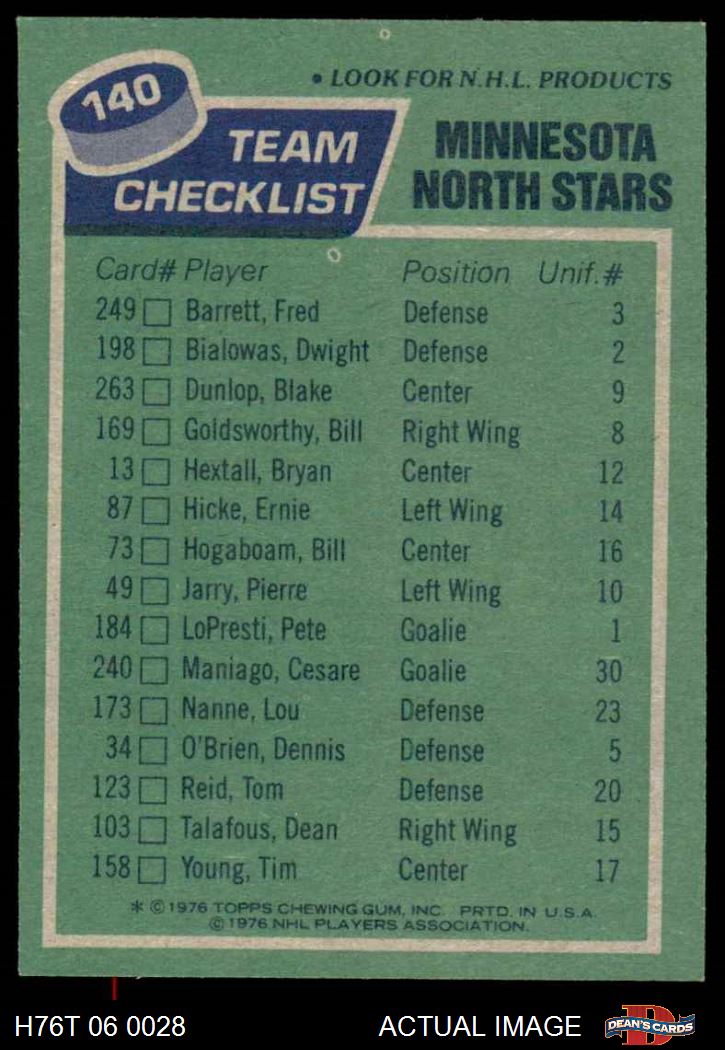 • LOOK FOR N.H.L. PRODUCTS
140
TEAM CHECKLIST
MINNESOTA NORTH STARS
Card# Player Position Unif.#
249 Barrett, Fred Defense 3
198 Bialowas, Dwight Defense 2
263 Dunlop, Blake Center 9
169 Goldsworthy, Bill Right Wing 8
13 Hextall, Bryan Center 12
87 Hicke, Ernie Left Wing 14
73 Hogaboam, Bill Center 16
49 Jarry, Pierre Left Wing 10
184 LoPresti, Pete Goalie 1
240 Maniago, Cesare Goalie 30
173 Nanne, Lou Defense 23
34 O'Brien, Dennis Defense 5
123 Reid, Tom Defense 20
103 Talafous, Dean Right Wing 15
158 Young, Tim Center 17
* © 1976 TOPPS CHEWING GUM, INC. PRTD. IN U.S.A.
© 1976 NHL PLAYERS ASSOCIATION.
H76T 06 0028 ACTUAL IMAGE
D
DEAN'S CARDS